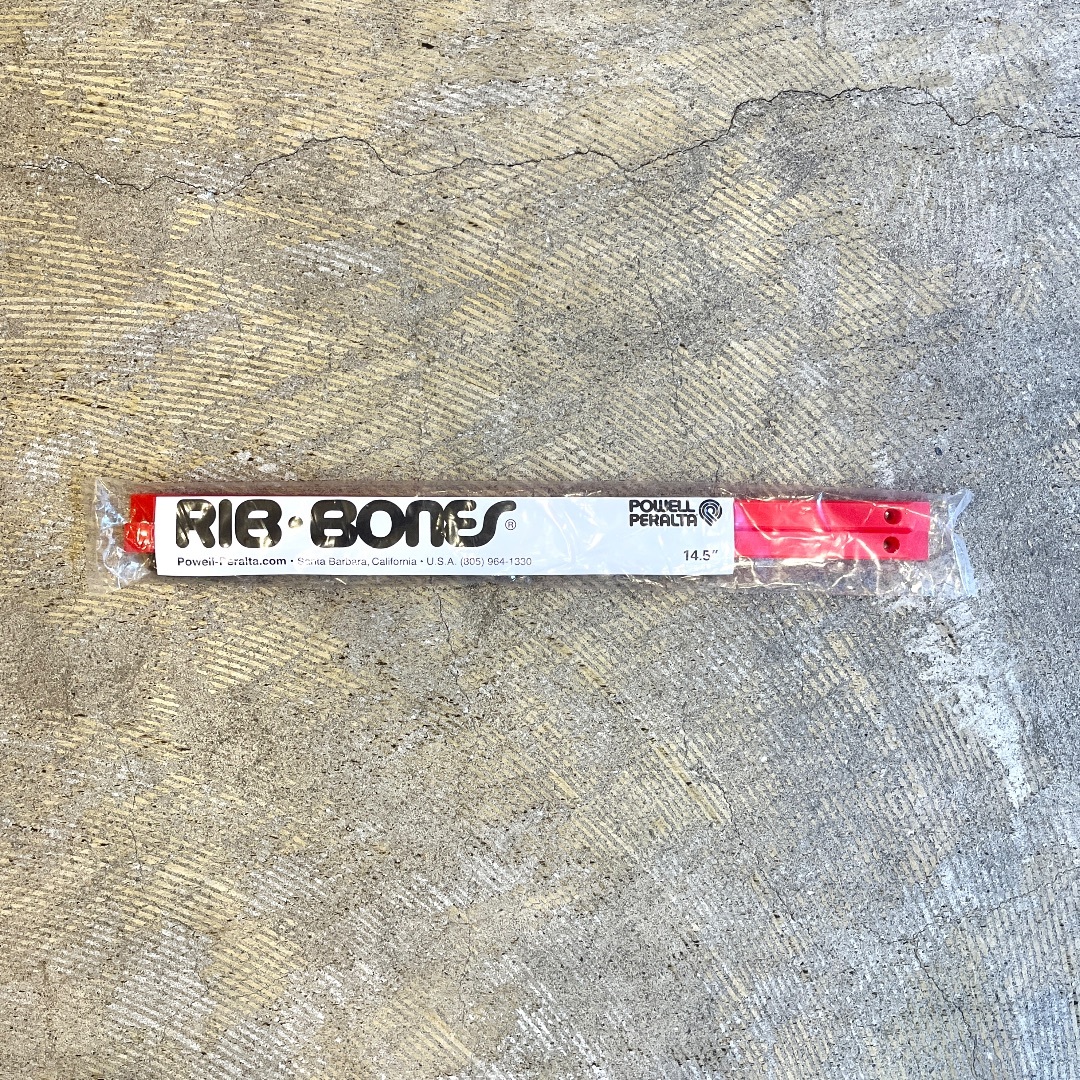 RIB • BONES®
POWELL
PERALTA
Powell-Peralta.com • Santa Barbara, California • U.S.A. (805) 964-1330
14.5"